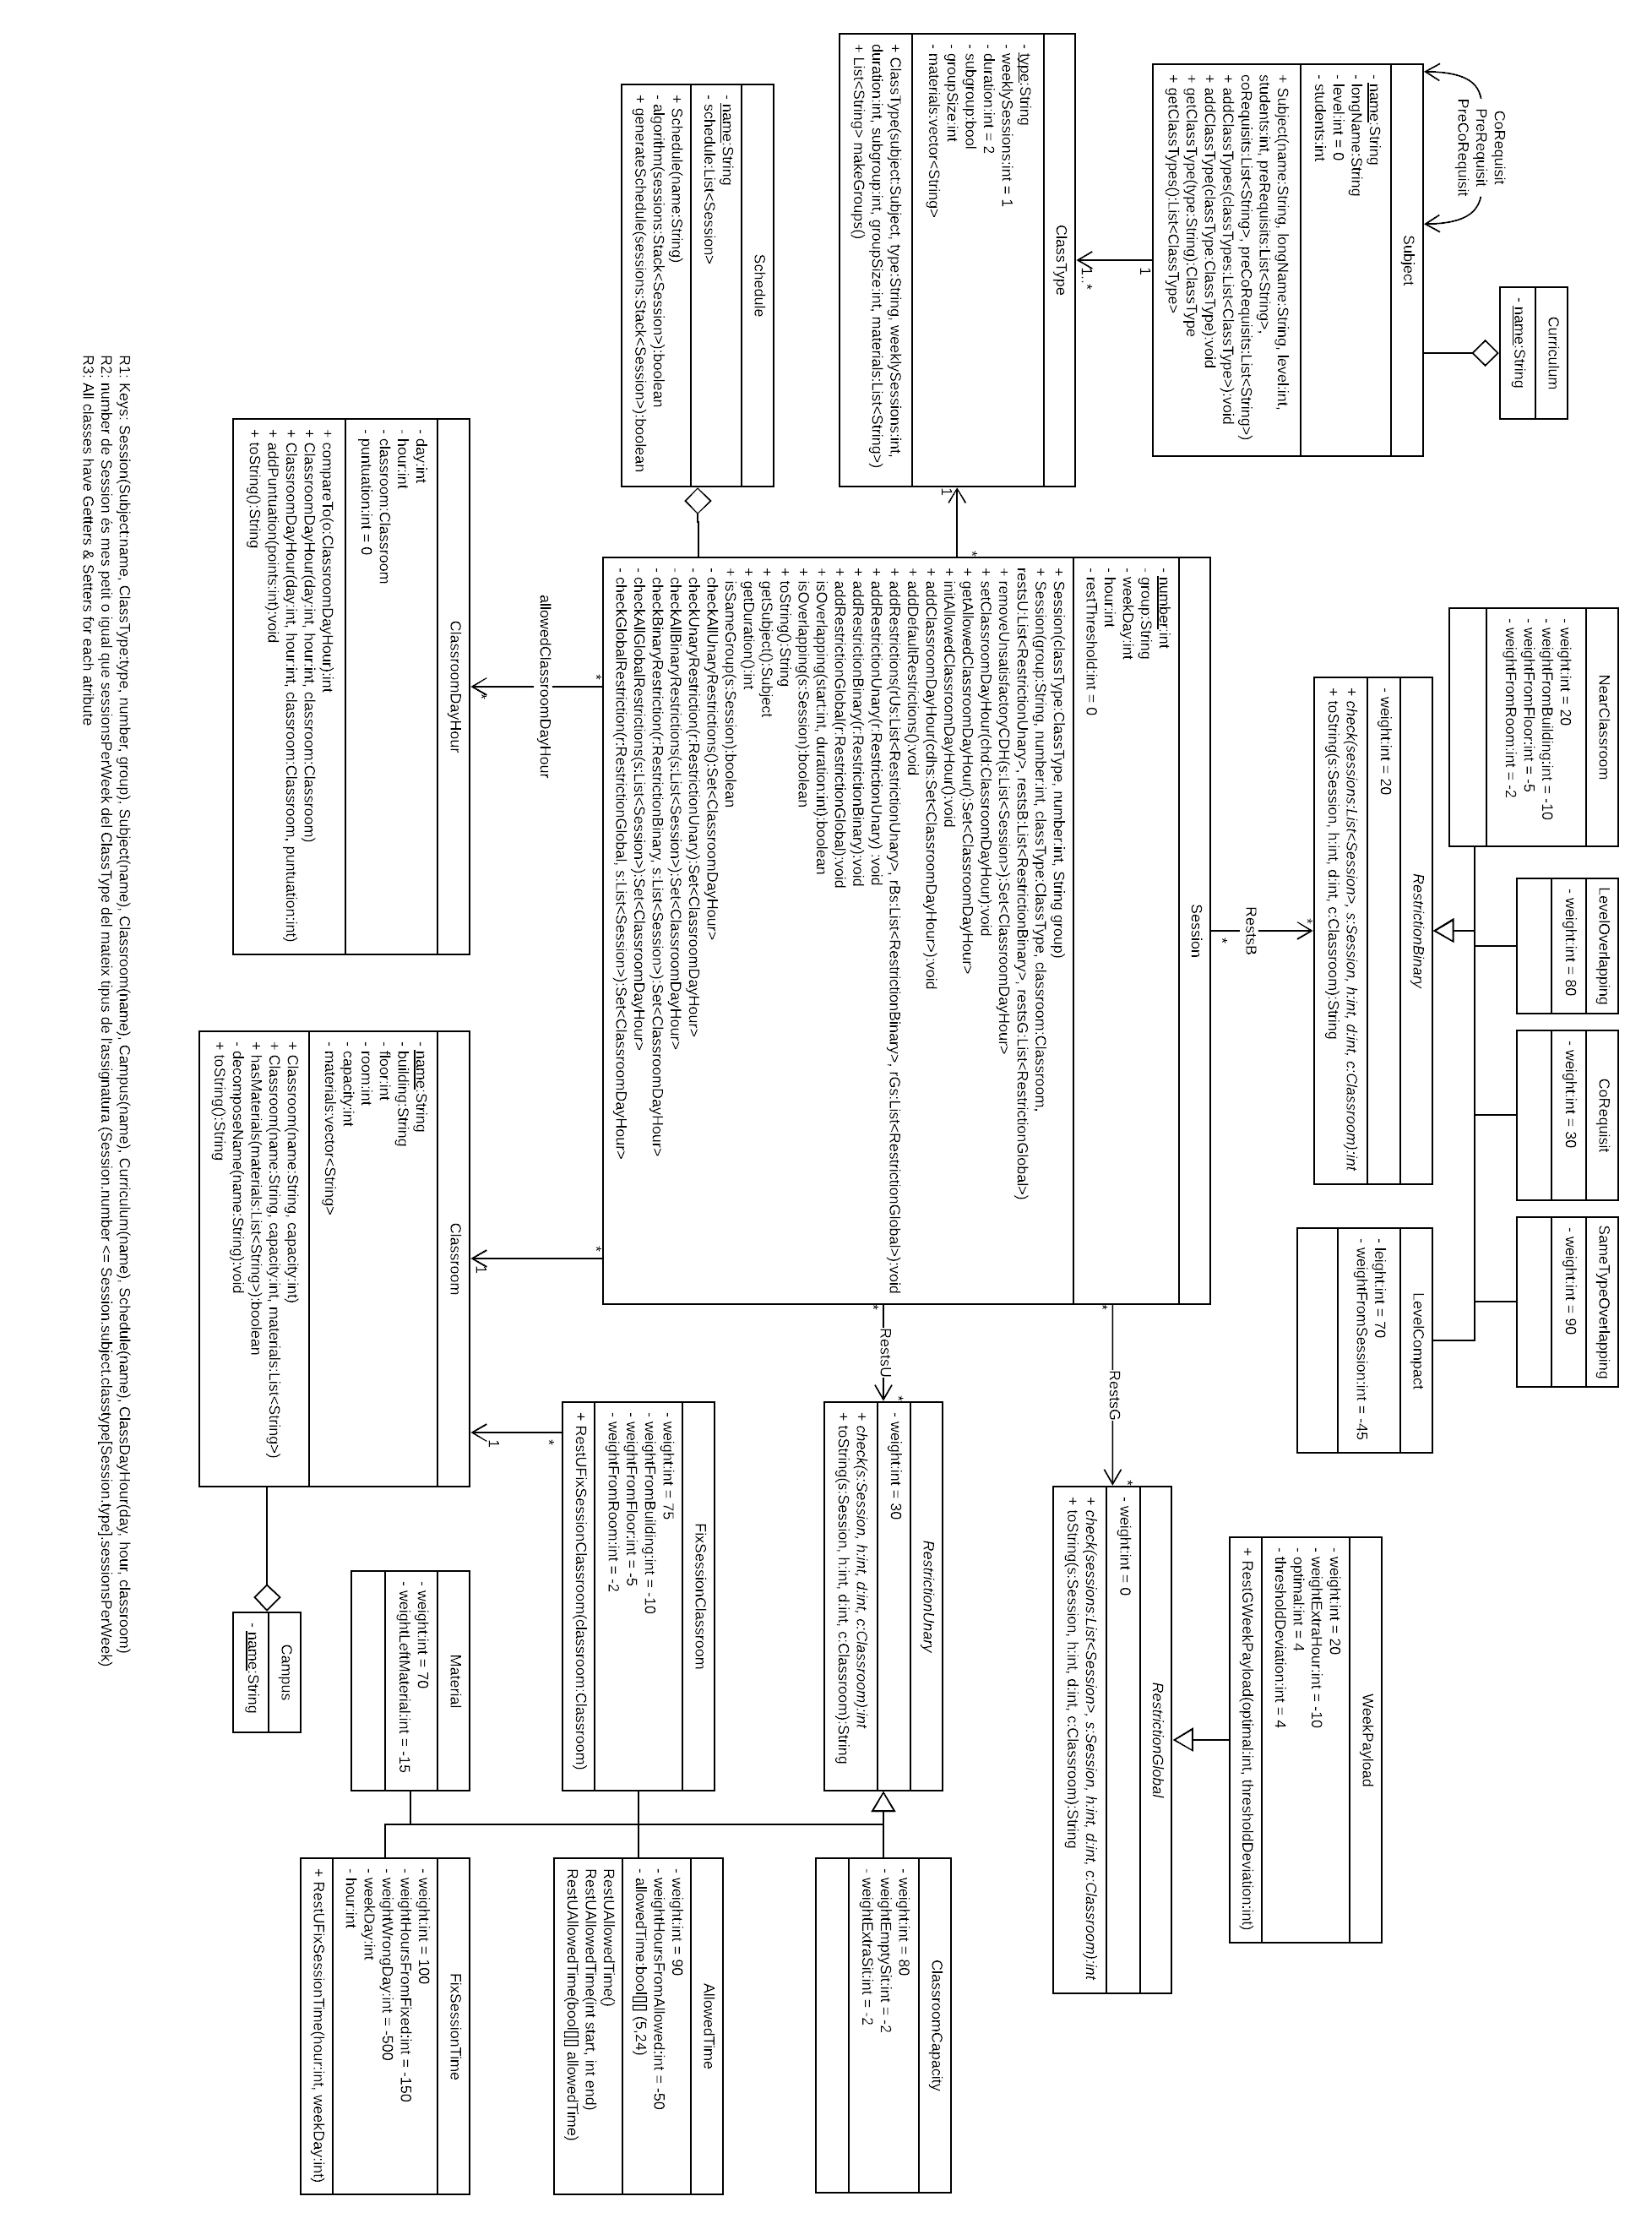 Curriculum
- name:String
CoRequisit
PreRequisit
PreCoRequisit
Subject
- name:String
- longName:String
- level:int = 0
- students:int
+ Subject(name:String, longName:String, level:int,
students:int, preRequisits:List<String>,
coRequisits:List<String>, preCoRequisits:List<String>)
+ addClassTypes(classTypes:List<ClassType>):void
+ addClassType(classType:ClassType):void
+ getClassType(type:String):ClassType
+ getClassTypes():List<ClassType>
1
1..*
ClassType
- type:String
- weeklySessions:int = 1
- duration:int = 2
- subgroup:bool
- groupSize:int
- materials:vector<String>
+ ClassType(subject:Subject, type:String, weeklySessions:int,
duration:int, subgroup:int, groupSize:int, materials:List<String>)
+ List<String> makeGroups()
1
*
Schedule
- name:String
- schedule:List<Session>
+ Schedule(name:String)
- algorithm(sessions:Stack<Session>):boolean
+ generateSchedule(sessions:Stack<Session>):boolean
NearClassroom
- weight:int = 20
- weightFromBuilding:int = -10
- weightFromFloor:int = -5
- weightFromRoom:int = -2
LevelOverlapping
- weight:int = 80
CoRequisit
- weight:int = 30
SameTypeOverlapping
- weight:int = 90
RestrictionBinary
- weight:int = 20
+ check(sessions:List<Session>, s:Session, h:int, d:int, c:Classroom):int
+ toString(s:Session, h:int, d:int, c:Classroom):String
LevelCompact
- leight:int = 70
- weightFromSession:int = -45
*
RestsB
*
Session
- number:int
- group:String
- weekDay:int
- hour:int
- restThreshold:int = 0
+ Session(classType:ClassType, number:int, String group)
+ Session(group:String, number:int, classType:ClassType, classroom:Classroom,
restsU:List<RestrictionUnary>, restsB:List<RestrictionBinary>, restsG:List<RestrictionGlobal>)
+ removeUnsatisfactoryCDH(s:List<Session>):Set<ClassroomDayHour>
+ setClassroomDayHour(chd:ClassroomDayHour):void
+ getAllowedClassroomDayHour():Set<ClassroomDayHour>
+ initAllowedClassroomDayHour():void
+ addClassroomDayHour(cdhs:Set<ClassroomDayHour>):void
+ addDefaultRestrictions():void
+ addRestrictions(rUs:List<RestrictionUnary>, rBs:List<RestrictionBinary>, rGs:List<RestrictionGlobal>):void
+ addRestrictionUnary(r:RestrictionUnary) :void
+ addRestrictionBinary(r:RestrictionBinary):void
+ addRestrictionGlobal(r:RestrictionGlobal):void
+ isOverlapping(start:int, duration:int):boolean
+ isOverlapping(s:Session):boolean
+ toString():String
+ getSubject():Subject
+ getDuration():int
+ isSameGroup(s:Session):boolean
- checkAllUnaryRestrictions():Set<ClassroomDayHour>
- checkUnaryRestriction(r:RestrictionUnary):Set<ClassroomDayHour>
- checkAllBinaryRestrictions(s:List<Session>):Set<ClassroomDayHour>
- checkBinaryRestriction(r:RestrictionBinary, s:List<Session>):Set<ClassroomDayHour>
- checkAllGlobalRestrictions(s:List<Session>):Set<ClassroomDayHour>
- checkGlobalRestriction(r:RestrictionGlobal, s:List<Session>):Set<ClassroomDayHour>
*
RestsG
*
*
RestsU
*
*
allowedClassroomDayHour
*
*
1
WeekPayload
- weight:int = 20
- weightExtraHour:int = -10
- optimal:int = 4
- thresholdDeviation:int = 4
+ RestGWeekPayload(optimal:int, thresholdDeviation:int)
RestrictionGlobal
- weight:int = 0
+ check(sessions:List<Session>, s:Session, h:int, d:int, c:Classroom):int
+ toString(s:Session, h:int, d:int, c:Classroom):String
RestrictionUnary
- weight:int = 30
+ check(s:Session, h:int, d:int, c:Classroom):int
+ toString(s:Session, h:int, d:int, c:Classroom):String
ClassroomCapacity
- weight:int = 80
- weightEmptySit:int = -2
- weightExtraSit:int = -2
FixSessionClassroom
- weight:int = 75
- weightFromBuilding:int = -10
- weightFromFloor:int = -5
- weightFromRoom:int = -2
+ RestUFixSessionClassroom(classroom:Classroom)
*
1
AllowedTime
- weight:int = 90
- weightHoursFromAllowed:int = -50
- allowedTime:bool[][] (5,24)
RestUAllowedTime()
RestUAllowedTime(int start, int end)
RestUAllowedTime(bool[][] allowedTime)
ClassroomDayHour
- day:int
- hour:int
- classroom:Classroom
- puntuation:int = 0
+ compareTo(o:ClassroomDayHour):int
+ ClassroomDayHour(day:int, hour:int, classroom:Classroom)
+ ClassroomDayHour(day:int, hour:int, classroom:Classroom, puntuation:int)
+ addPuntuation(points:int):void
+ toString():String
Classroom
- name:String
- building:String
- floor:int
- room:int
- capacity:int
- materials:vector<String>
+ Classroom(name:String, capacity:int)
+ Classroom(name:String, capacity:int, materials:List<String>)
+ hasMaterials(materials:List<String>):boolean
- decomposeName(name:String):void
+ toString():String
Material
- weight:int = 70
- weightLeftMaterial:int = -15
FixSessionTime
- weight:int = 100
- weightHoursFromFixed:int = -150
- weightWrongDay:int = -500
- weekDay:int
- hour:int
+ RestUFixSessionTime(hour:int, weekDay:int)
Campus
- name:String
R1: Keys: Session(Subject:name, ClassType:type, number, group), Subject(name), Classroom(name), Campus(name), Curriculum(name), Schedule(name), ClassDayHour(day, hour, classroom)
R2: number de Session és mes petit o igual que sessionsPerWeek del ClassType del mateix tipus de l'assignatura (Session.number <= Session.subject.classtype[Session.type].sessionsPerWeek)
R3: All classes have Getters & Setters for each atribute